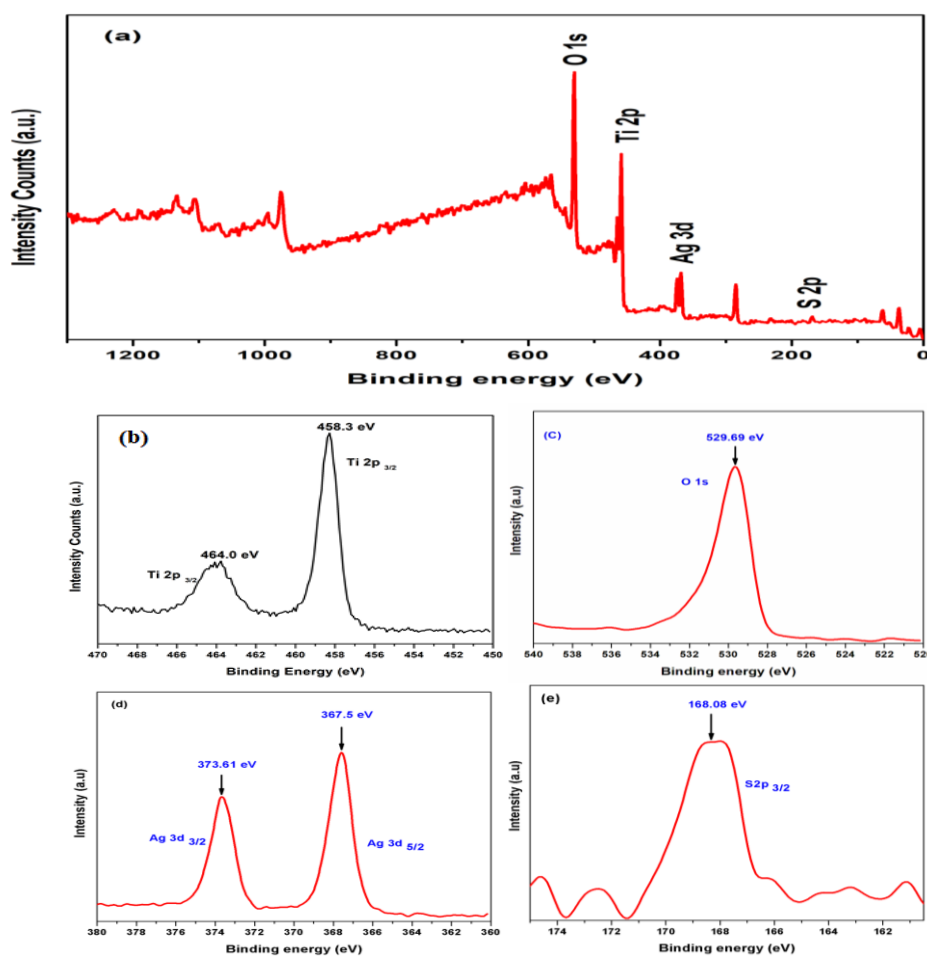 (a)
O 1s
Ti 2p
Ag 3d
S 2p
Intensity Counts (a.u.)
1200 1000 800 600 400 200 0
Binding energy (eV)
(b)
458.3 eV
Ti 2p 3/2
464.0 eV
Ti 2p 3/2
Intensity Counts (a.u.)
470 468 466 464 462 460 458 456 454 452 450
Binding Energy (eV)
(C)
529.69 eV
O 1s
Intensity (a.u)
540 538 536 534 532 530 528 526 524 522 520
Binding energy (eV)
(d)
367.5 eV
373.61 eV
Ag 3d 3/2
Ag 3d 5/2
Intensity (a.u)
380 378 376 374 372 370 368 366 364 362 360
Binding energy (eV)
(e)
168.08 eV
S2p 3/2
Intensity (a.u)
174 172 170 168 166 164 162
Binding energy (eV)